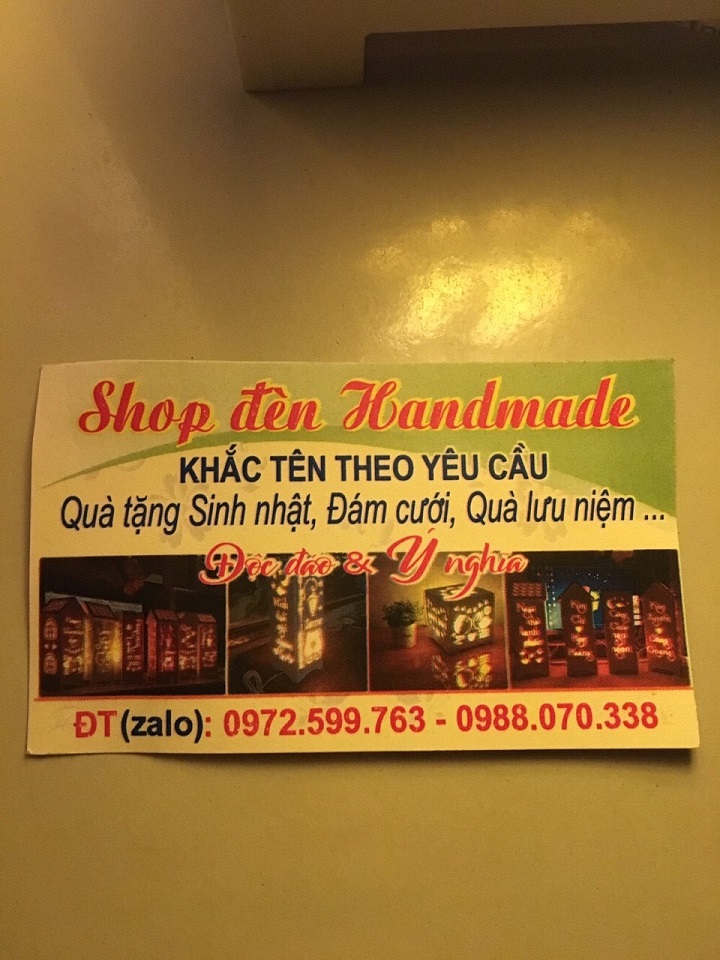 Shop đèn Handmade
KHẮC TÊN THEO YÊU CẦU
Quà tặng Sinh nhật, Đám cưới, Quà lưu niệm ...
Độc đáo & Ý nghĩa
ĐT(zalo): 0972.599.763 - 0988.070.338